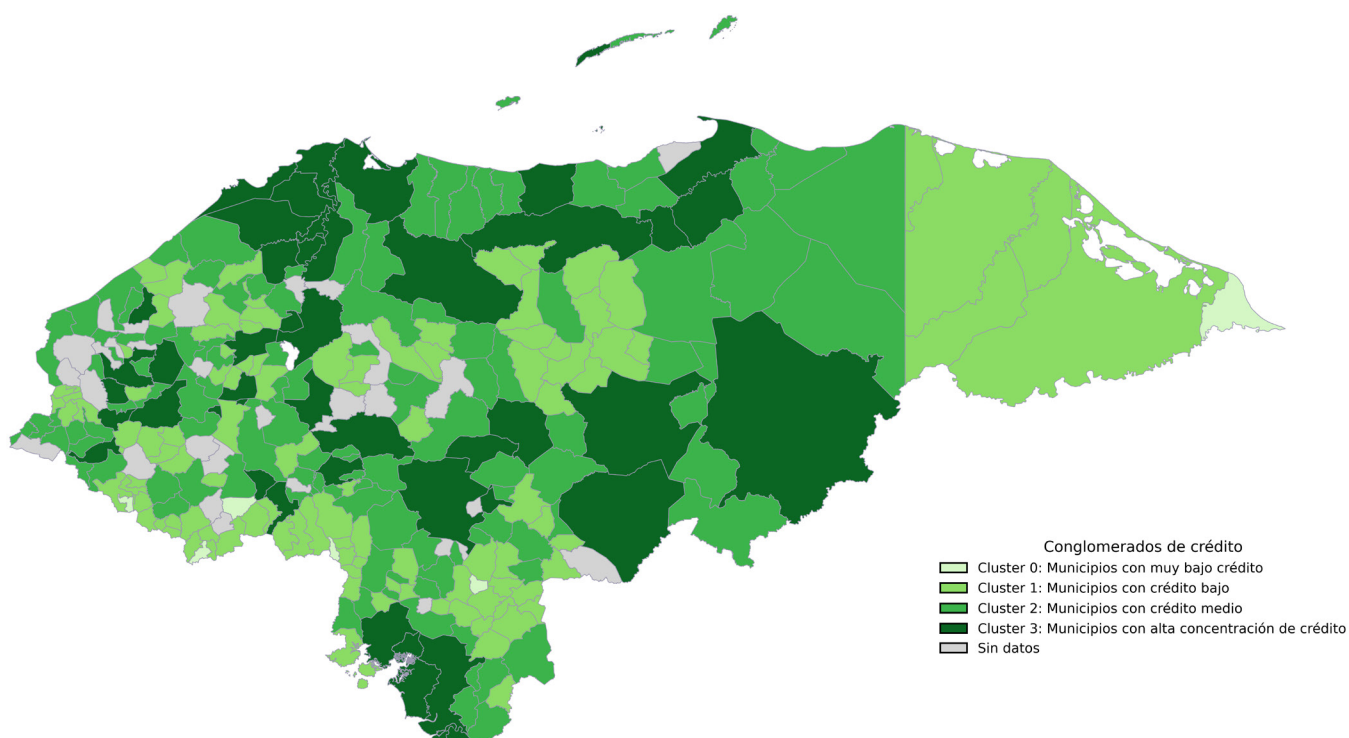 Conglomerados de crédito
Cluster 0: Municipios con muy bajo crédito
Cluster 1: Municipios con crédito bajo
Cluster 2: Municipios con crédito medio
Cluster 3: Municipios con alta concentración de crédito
Sin datos